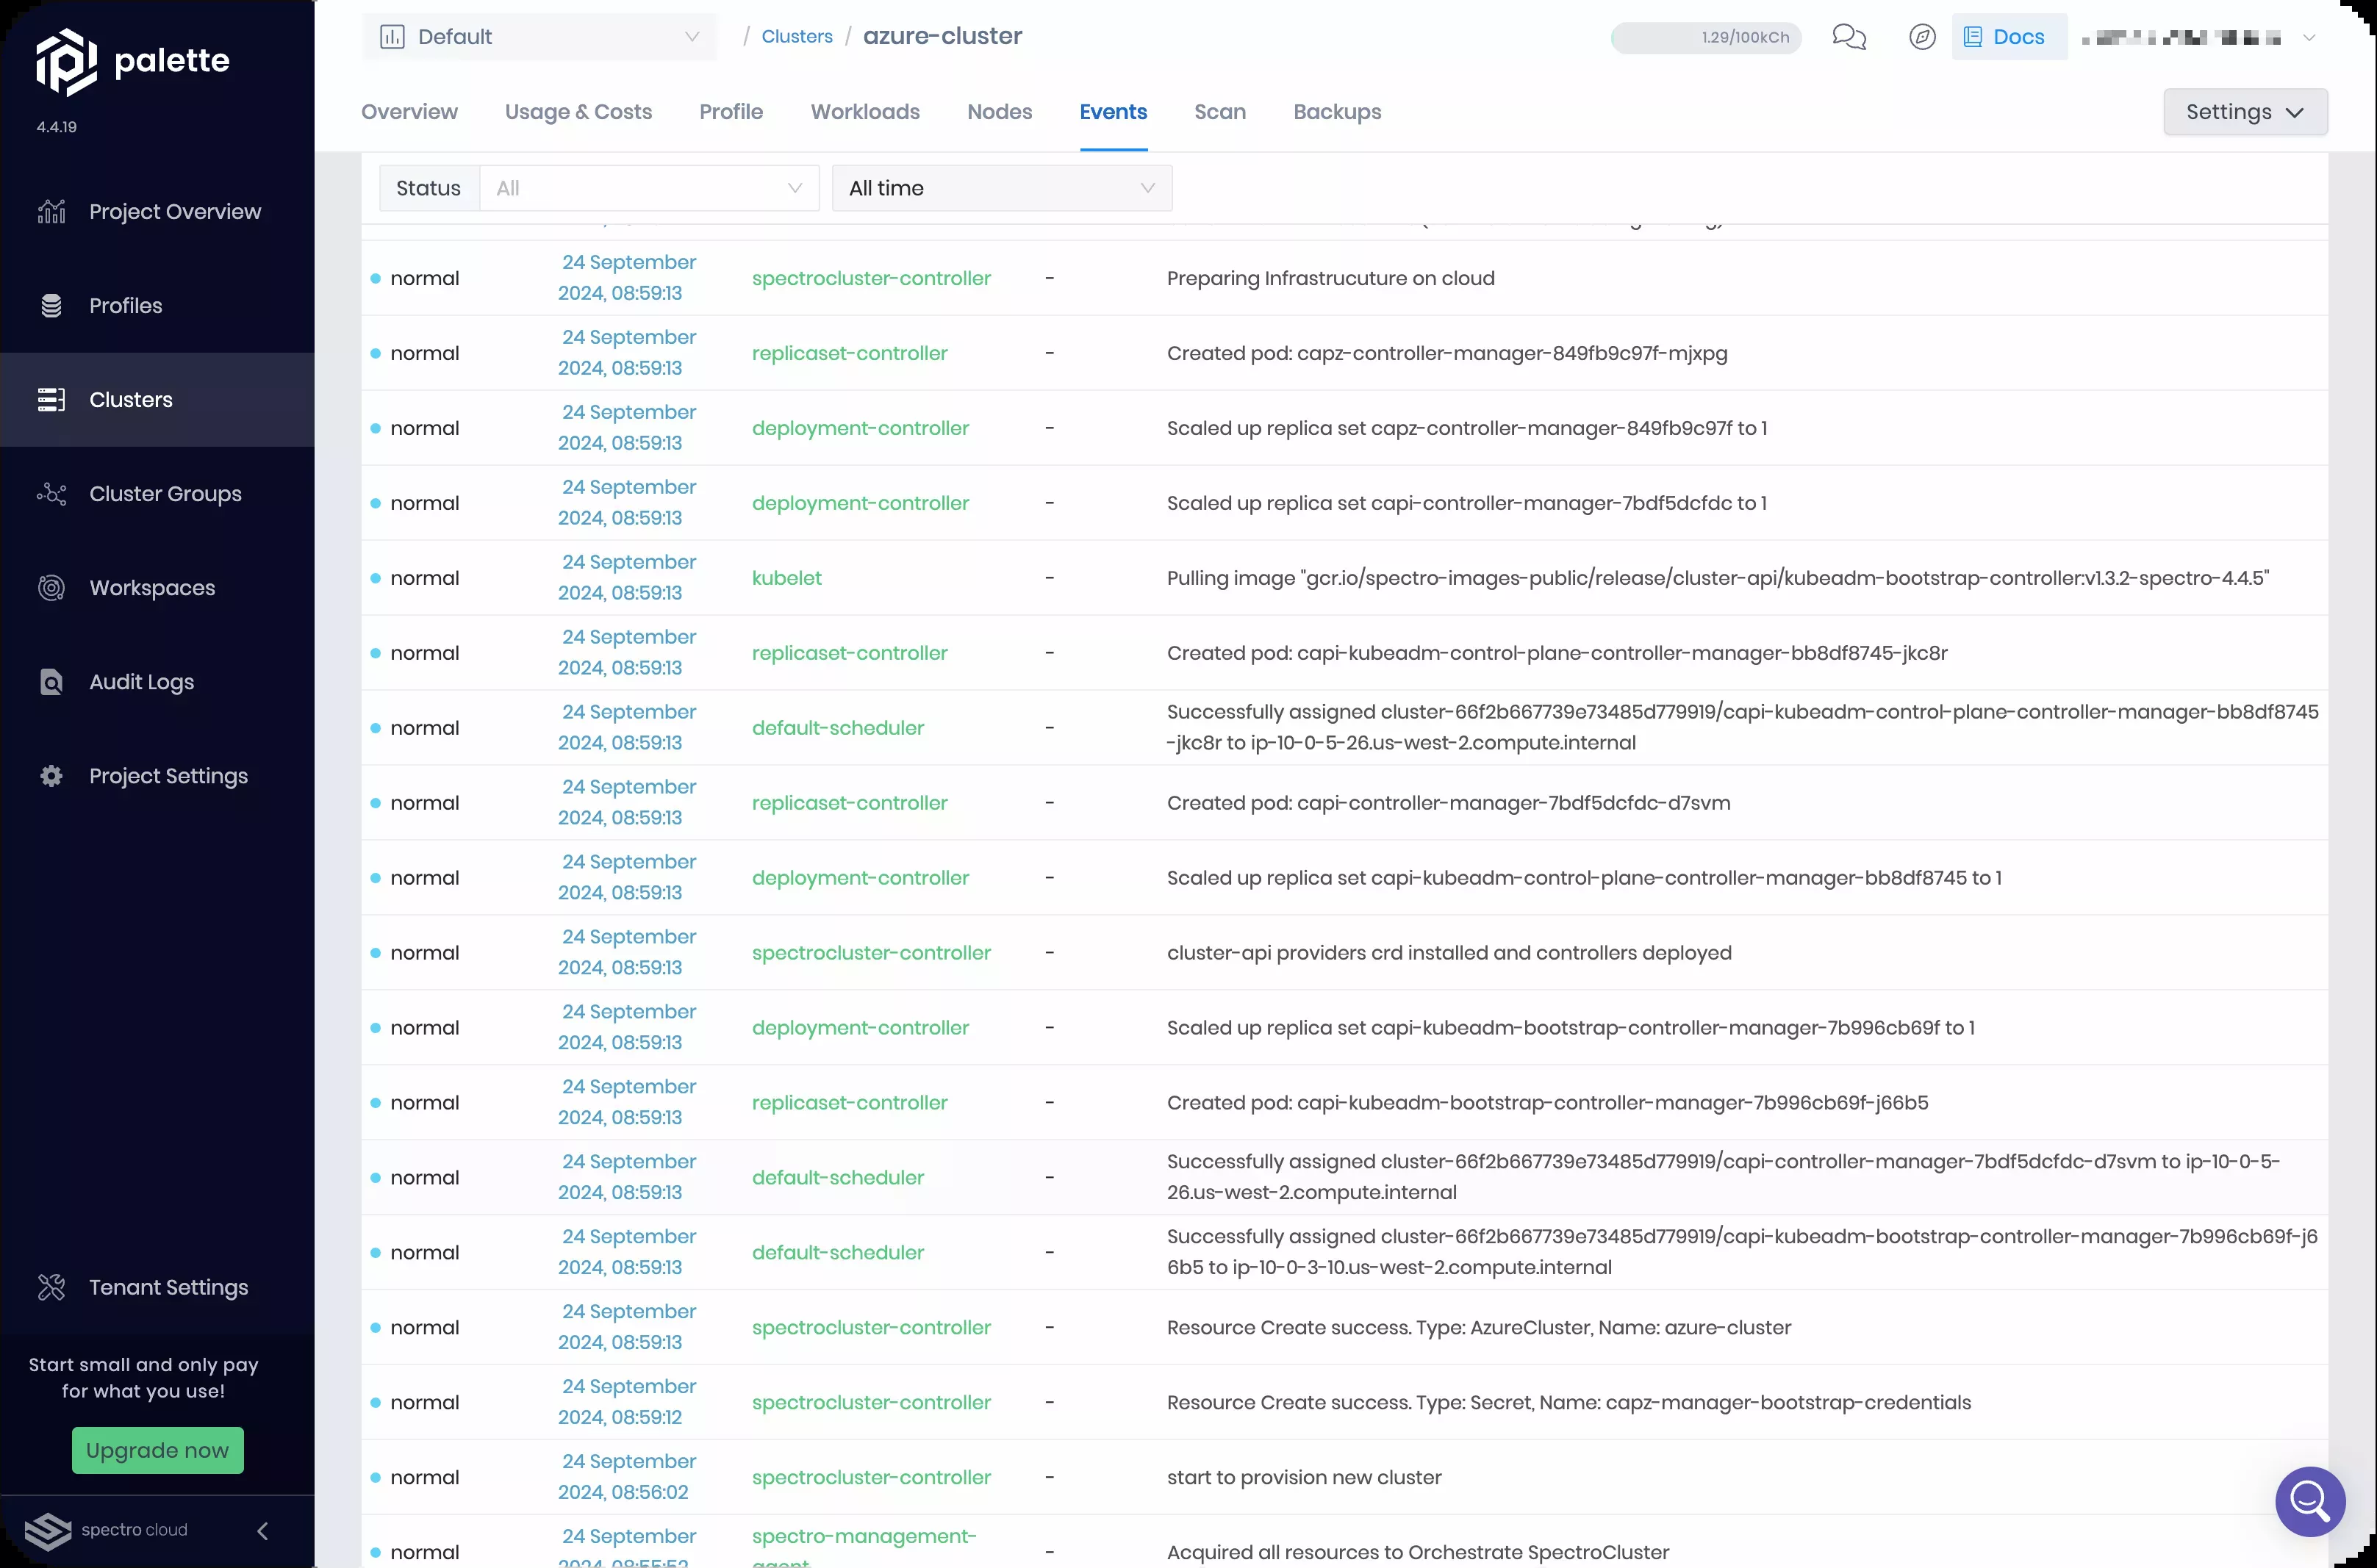 palette
4.4.19
Project Overview
Profiles
Clusters
Cluster Groups
Workspaces
Audit Logs
Project Settings
Tenant Settings
Start small and only pay
for what you use!
Upgrade now
spectro cloud
Default
/ Clusters / azure-cluster
1.29/100kCh
Docs
Overview Usage & Costs Profile Workloads Nodes Events Scan Backups
Settings
Status All All time
normal 24 September 2024, 08:59:13 spectrocluster-controller - Preparing Infrastrucuture on cloud
normal 24 September 2024, 08:59:13 replicaset-controller - Created pod: capz-controller-manager-849fb9c97f-mjxpg
normal 24 September 2024, 08:59:13 deployment-controller - Scaled up replica set capz-controller-manager-849fb9c97f to 1
normal 24 September 2024, 08:59:13 deployment-controller - Scaled up replica set capi-controller-manager-7bdf5dcfdc to 1
normal 24 September 2024, 08:59:13 kubelet - Pulling image "gcr.io/spectro-images-public/release/cluster-api/kubeadm-bootstrap-controller:v1.3.2-spectro-4.4.5"
normal 24 September 2024, 08:59:13 replicaset-controller - Created pod: capi-kubeadm-control-plane-controller-manager-bb8df8745-jkc8r
normal 24 September 2024, 08:59:13 default-scheduler - Successfully assigned cluster-66f2b667739e73485d779919/capi-kubeadm-control-plane-controller-manager-bb8df8745
-jkc8r to ip-10-0-5-26.us-west-2.compute.internal
normal 24 September 2024, 08:59:13 replicaset-controller - Created pod: capi-controller-manager-7bdf5dcfdc-d7svm
normal 24 September 2024, 08:59:13 deployment-controller - Scaled up replica set capi-kubeadm-control-plane-controller-manager-bb8df8745 to 1
normal 24 September 2024, 08:59:13 spectrocluster-controller - cluster-api providers crd installed and controllers deployed
normal 24 September 2024, 08:59:13 deployment-controller - Scaled up replica set capi-kubeadm-bootstrap-controller-manager-7b996cb69f to 1
normal 24 September 2024, 08:59:13 replicaset-controller - Created pod: capi-kubeadm-bootstrap-controller-manager-7b996cb69f-j66b5
normal 24 September 2024, 08:59:13 default-scheduler - Successfully assigned cluster-66f2b667739e73485d779919/capi-controller-manager-7bdf5dcfdc-d7svm to ip-10-0-5-
26.us-west-2.compute.internal
normal 24 September 2024, 08:59:13 default-scheduler - Successfully assigned cluster-66f2b667739e73485d779919/capi-kubeadm-bootstrap-controller-manager-7b996cb69f-j6
6b5 to ip-10-0-3-10.us-west-2.compute.internal
normal 24 September 2024, 08:59:13 spectrocluster-controller - Resource Create success. Type: AzureCluster, Name: azure-cluster
normal 24 September 2024, 08:59:12 spectrocluster-controller - Resource Create success. Type: Secret, Name: capz-manager-bootstrap-credentials
normal 24 September 2024, 08:56:02 spectrocluster-controller - start to provision new cluster
normal 24 September 2024, 08:55:52 spectro-management-agent - Acquired all resources to Orchestrate SpectroCluster